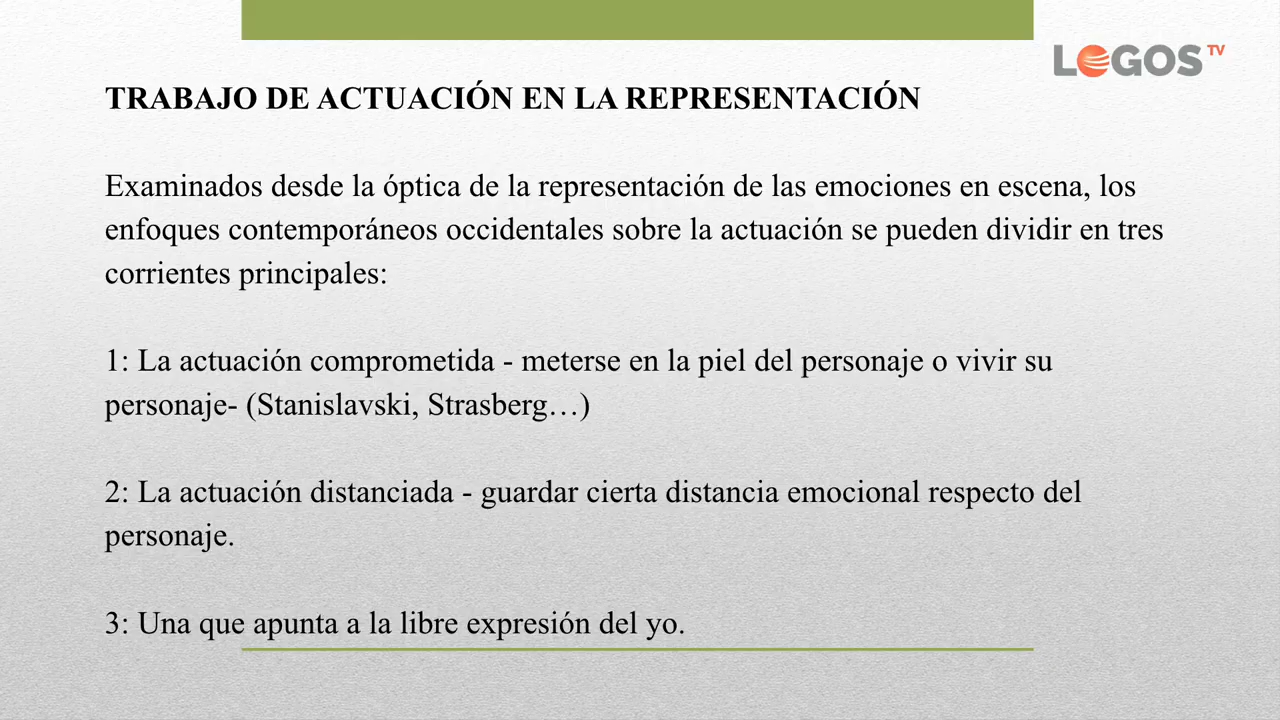 LOGOS TV
TRABAJO DE ACTUACIÓN EN LA REPRESENTACIÓN
Examinados desde la óptica de la representación de las emociones en escena, los
enfoques contemporáneos occidentales sobre la actuación se pueden dividir en tres
corrientes principales:
1: La actuación comprometida - meterse en la piel del personaje o vivir su
personaje- (Stanislavski, Strasberg…)
2: La actuación distanciada - guardar cierta distancia emocional respecto del
personaje.
3: Una que apunta a la libre expresión del yo.